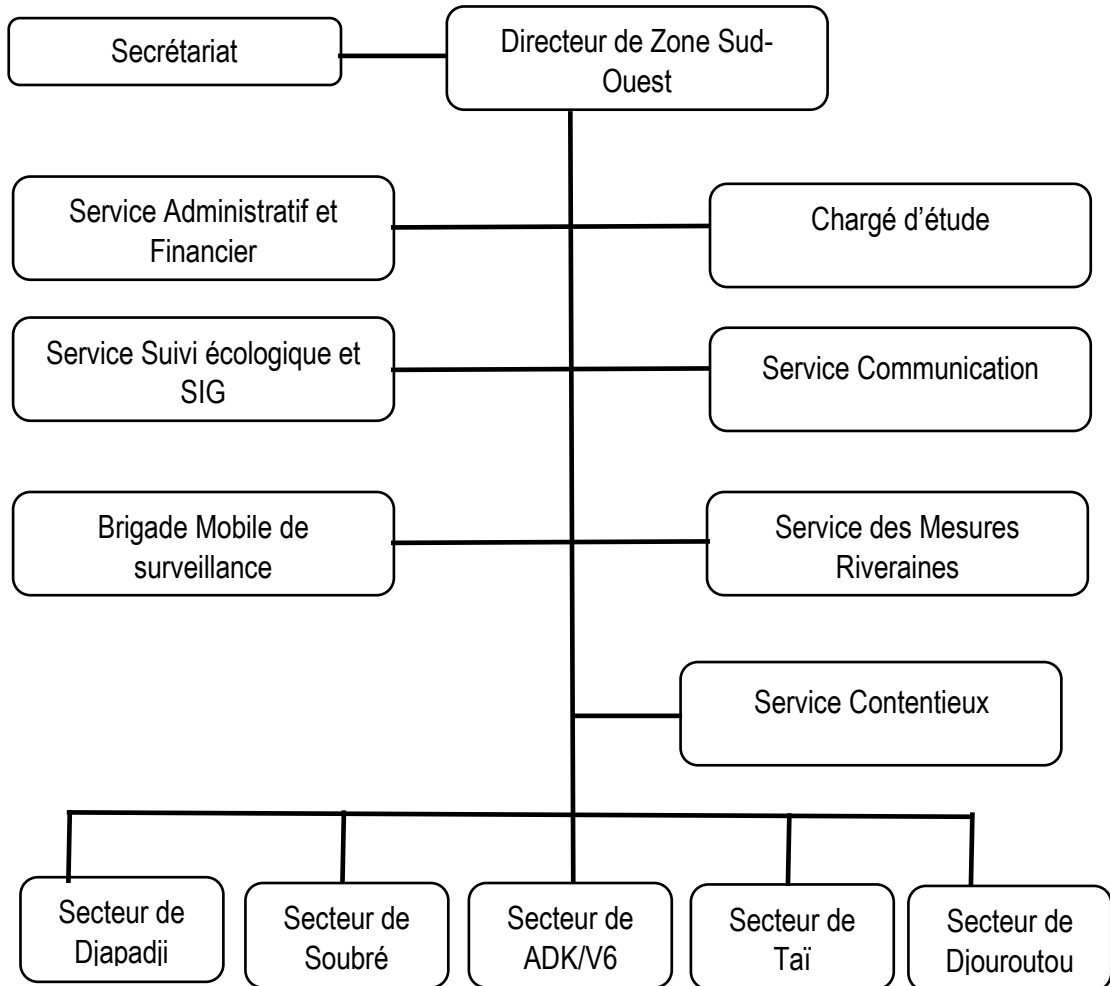 Secrétariat
Directeur de Zone Sud-
Ouest
Service Administratif et
Financier
Chargé d’étude
Service Suivi écologique et
SIG
Service Communication
Brigade Mobile de
surveillance
Service des Mesures
Riveraines
Service Contentieux
Secteur de
Djapadji
Secteur de
Soubré
Secteur de
ADK/V6
Secteur de
Taï
Secteur de
Djouroutou